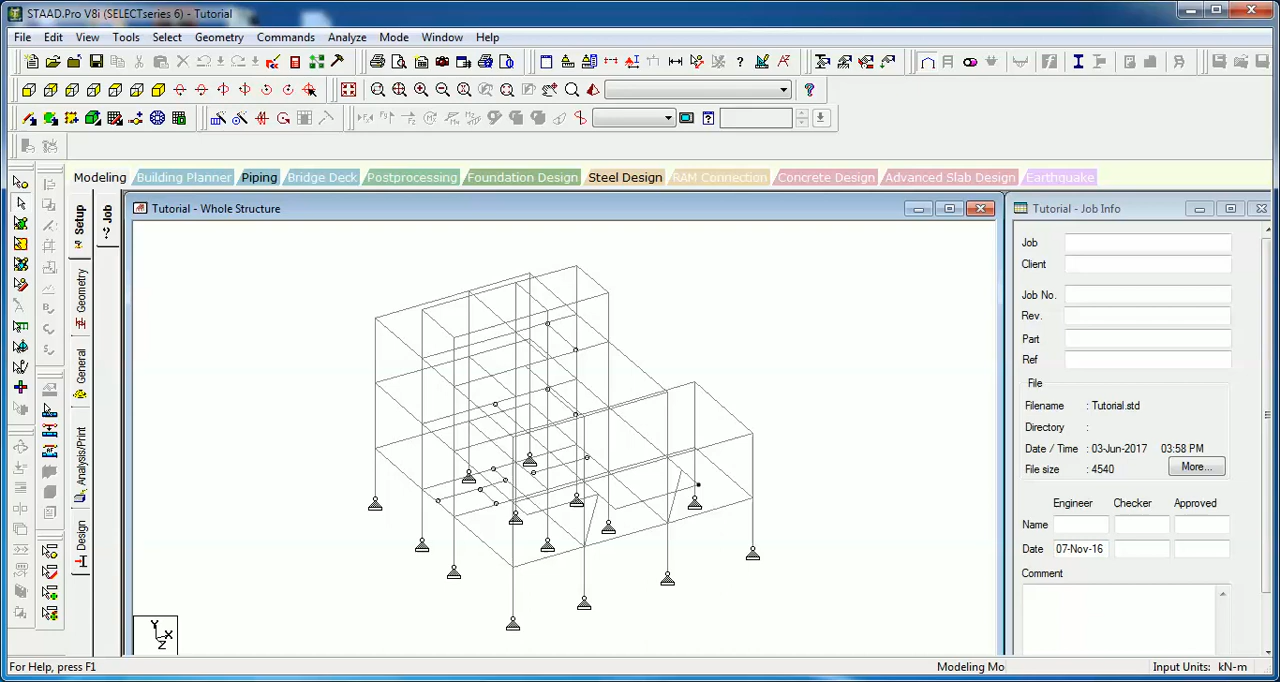 STAAD.Pro V8i (SELECTseries 6) - Tutorial
File Edit View Tools Select Geometry Commands Analyze Mode Window Help
Modeling Building Planner Piping Bridge Deck Postprocessing Foundation Design Steel Design RAM Connection Concrete Design Advanced Slab Design Earthquake
Setup
Geometry
General
Analysis/Print
Design
Job
Tutorial - Whole Structure
Y
X
Z
Tutorial - Job Info
Job
Client
Job No.
Rev.
Part
Ref
File
Filename : Tutorial.std
Directory :
Date / Time : 03-Jun-2017 03:58 PM
File size : 4540 More...
Engineer Checker Approved
Name
Date 07-Nov-16
Comment
For Help, press F1 Modeling Mo Input Units: kN-m